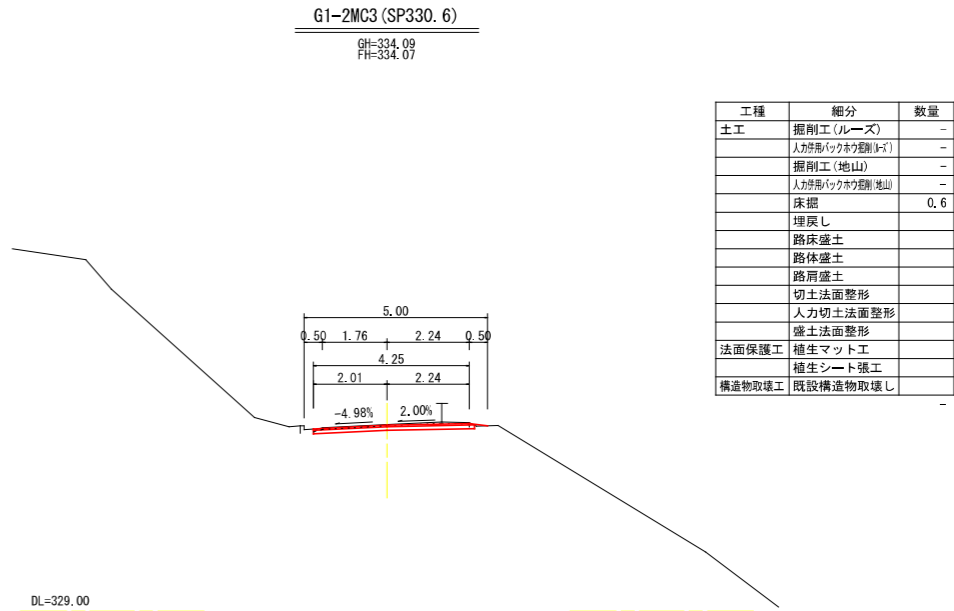 G1-2MC3(SP330.6)
GH=334.09
FH=334.07
工種 細分 数量
土工 掘削工(ルーズ) -
人力併用バックホウ掘削(ルーズ) -
掘削工(地山) -
人力併用バックホウ掘削(地山) -
床掘 0.6
埋戻し
路床盛土
路体盛土
路肩盛土
切土法面整形
人力切土法面整形
盛土法面整形
法面保護工 植生マット工
植生シート張工
構造物取壊工 既設構造物取壊し
-
5.00
0.50 1.76 2.24 0.50
4.25
2.01 2.24
-4.98% 2.00%
DL=329.00